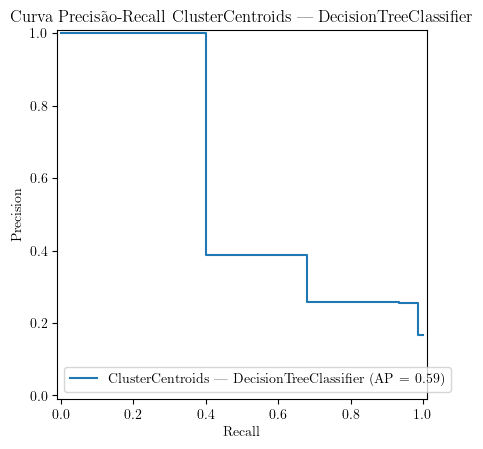 Curva Precisão-Recall ClusterCentroids — DecisionTreeClassifier
1.0
0.8
0.6
0.4
0.2
0.0
Precision
ClusterCentroids — DecisionTreeClassifier (AP = 0.59)
0.0 0.2 0.4 0.6 0.8 1.0
Recall